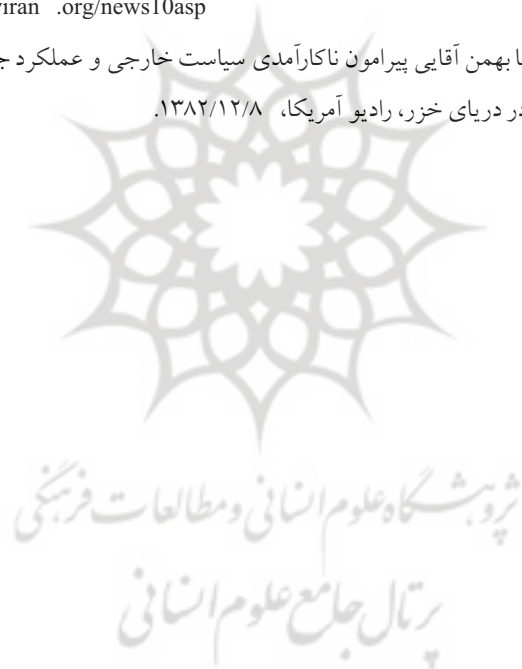 viran .org/news10asp
با بهمن آقایی پیرامون ناکارآمدی سیاست خارجی و عملکرد
در دریای خزر، رادیو آمریکا، ۱۳۸۲/۱۲/۸.
پژوهشگاه علوم انسانی و مطالعات فرهنگی
پرتال جامع علوم انسانی